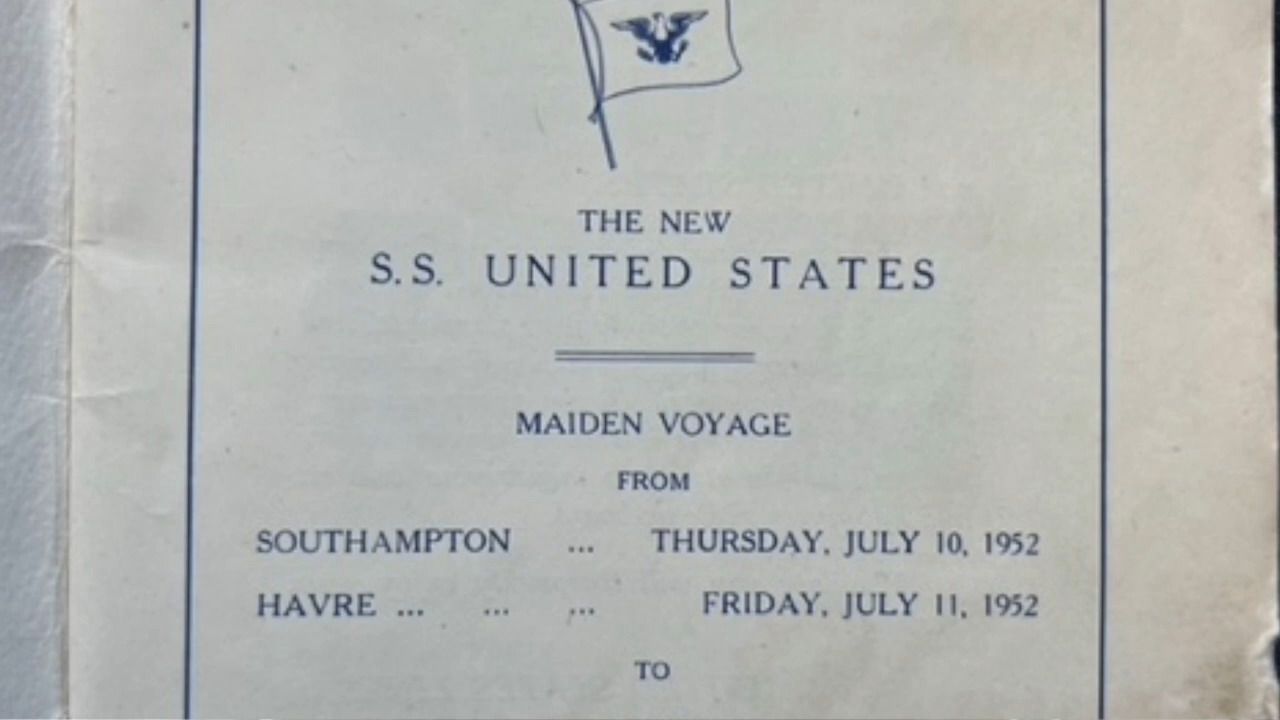 THE NEW
S.S. UNITED STATES
MAIDEN VOYAGE
FROM
SOUTHAMPTON ... THURSDAY, JULY 10, 1952
HAVRE ... ... ... FRIDAY, JULY 11, 1952
TO